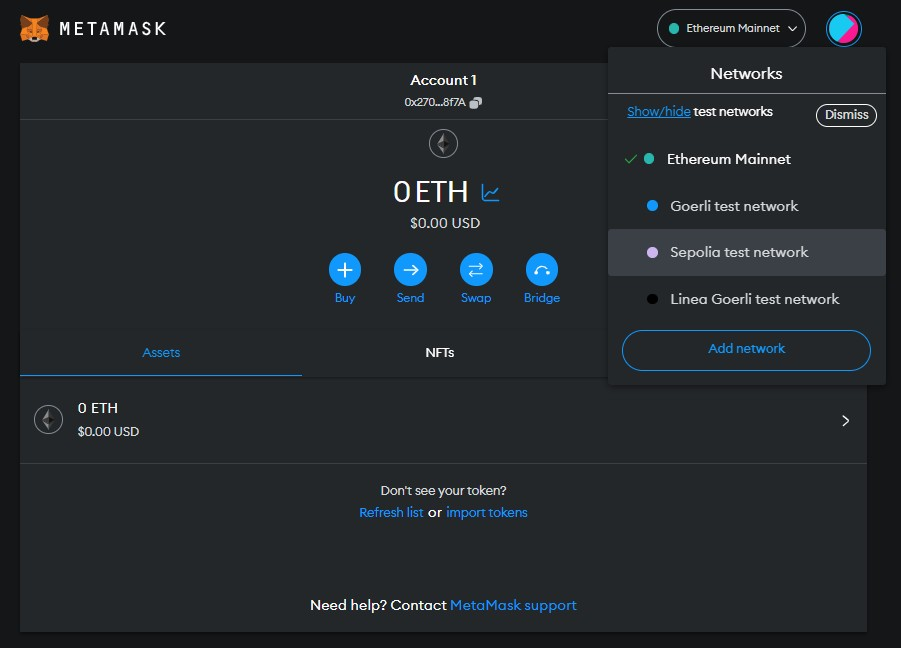 METAMASK
Ethereum Mainnet
Account 1
0x270...8f7A
0 ETH
$0.00 USD
Buy
Send
Swap
Bridge
Networks
Show/hide test networks
Dismiss
Ethereum Mainnet
Goerli test network
Sepolia test network
Linea Goerli test network
Add network
Assets
NFTs
0 ETH
$0.00 USD
Don't see your token?
Refresh list or import tokens
Need help? Contact MetaMask support